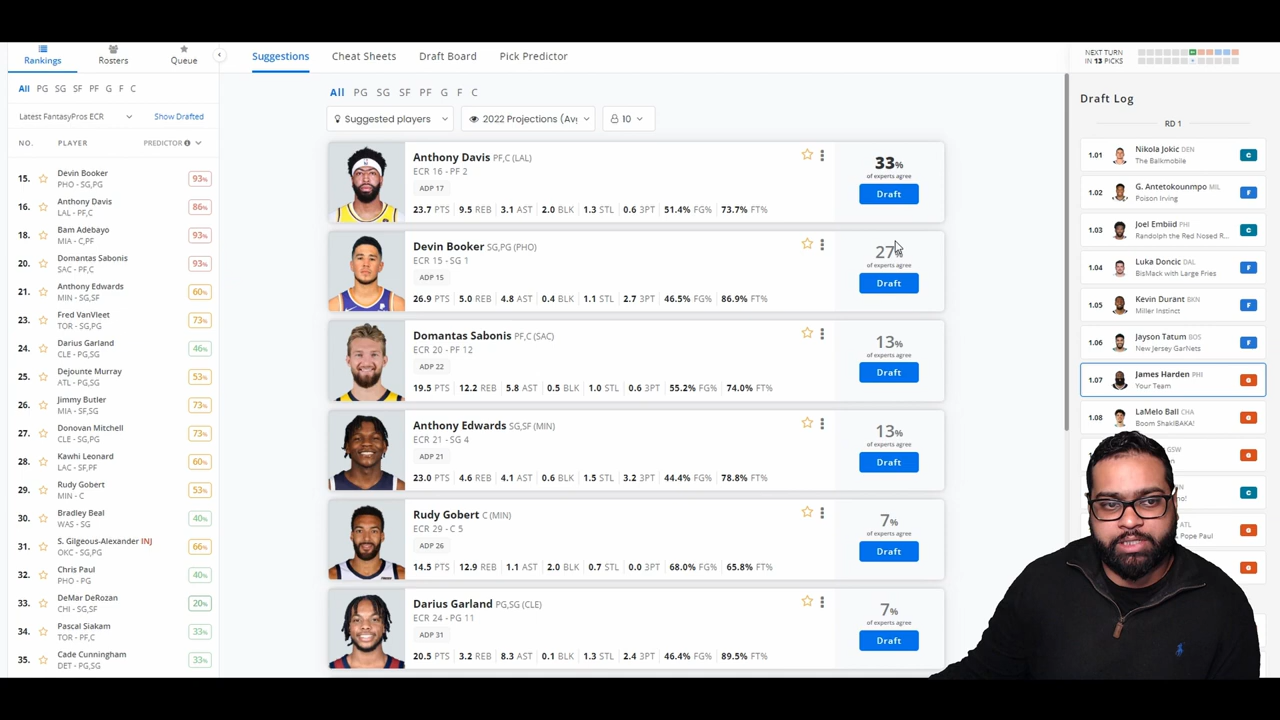 Rankings
Rosters
Queue
All PG SG SF PF G F C
Latest FantasyPros ECR
Show Drafted
NO. PLAYER PREDICTOR
15. Devin Booker 93%
PHO - SG,PG
16. Anthony Davis 86%
LAL - PF,C
18. Bam Adebayo 93%
MIA - C,PF
20. Domantas Sabonis 93%
SAC - PF,C
21. Anthony Edwards 60%
MIN - SG,SF
23. Fred VanVleet 73%
TOR - SG,PG
24. Darius Garland 46%
CLE - PG,SG
25. Dejounte Murray 53%
ATL - PG,SG
26. Jimmy Butler 73%
MIA - SF,SG
27. Donovan Mitchell 73%
CLE - SG,PG
28. Kawhi Leonard 60%
LAC - SF,PF
29. Rudy Gobert 53%
MIN - C
30. Bradley Beal 40%
WAS - SG
31. S. Gilgeous-Alexander INJ 66%
OKC - SG,PG
32. Chris Paul 40%
PHO - PG
33. DeMar DeRozan 20%
CHI - SG,SF
34. Pascal Siakam 33%
TOR - PF,C
35. Cade Cunningham 33%
DET - PG,SG
Suggestions
Cheat Sheets
Draft Board
Pick Predictor
All PG SG SF PF G F C
Suggested players
2022 Projections (Av
10
Anthony Davis PF,C (LAL)
ECR 16 - PF 2
ADP 17
23.7 PTS 9.5 REB 3.1 AST 2.0 BLK 1.3 STL 0.6 3PT 51.4% FG% 73.7% FT%
33%
of experts agree
Draft
Devin Booker SG,PG (PHO)
ECR 15 - SG 1
ADP 15
26.9 PTS 5.0 REB 4.8 AST 0.4 BLK 1.1 STL 2.7 3PT 46.5% FG% 86.9% FT%
27%
of experts agree
Draft
Domantas Sabonis PF,C (SAC)
ECR 20 - PF 12
ADP 22
19.5 PTS 12.2 REB 5.8 AST 0.5 BLK 1.0 STL 0.6 3PT 55.2% FG% 74.0% FT%
13%
of experts agree
Draft
Anthony Edwards SG,SF (MIN)
ECR 21 - SG 4
ADP 21
23.0 PTS 4.6 REB 4.1 AST 0.6 BLK 1.5 STL 3.2 3PT 44.4% FG% 78.8% FT%
13%
of experts agree
Draft
Rudy Gobert C (MIN)
ECR 29 - C 5
ADP 26
14.5 PTS 12.9 REB 1.1 AST 2.0 BLK 0.7 STL 0.0 3PT 68.0% FG% 65.8% FT%
7%
of experts agree
Draft
Darius Garland PG,SG (CLE)
ECR 24 - PG 11
ADP 31
20.5 PTS 3.2 REB 8.3 AST 0.1 BLK 1.3 STL 2.4 3PT 46.4% FG% 89.5% FT%
7%
of experts agree
Draft
NEXT TURN
IN 13 PICKS
Draft Log
RD 1
1.01 Nikola Jokic DEN C
The Balkmobile
1.02 G. Antetokounmpo MIL F
Poison Irving
1.03 Joel Embiid PHI C
Randolph the Red Nosed R...
1.04 Luka Doncic DAL F
BisMack with Large Fries
1.05 Kevin Durant BKN F
Miller Instinct
1.06 Jayson Tatum BOS F
New Jersey GarNets
1.07 James Harden PHI G
Your Team
1.08 LaMelo Ball CHA G
Boom ShakIBAKA!
GSW G
C
ATL G
Pope Paul
G